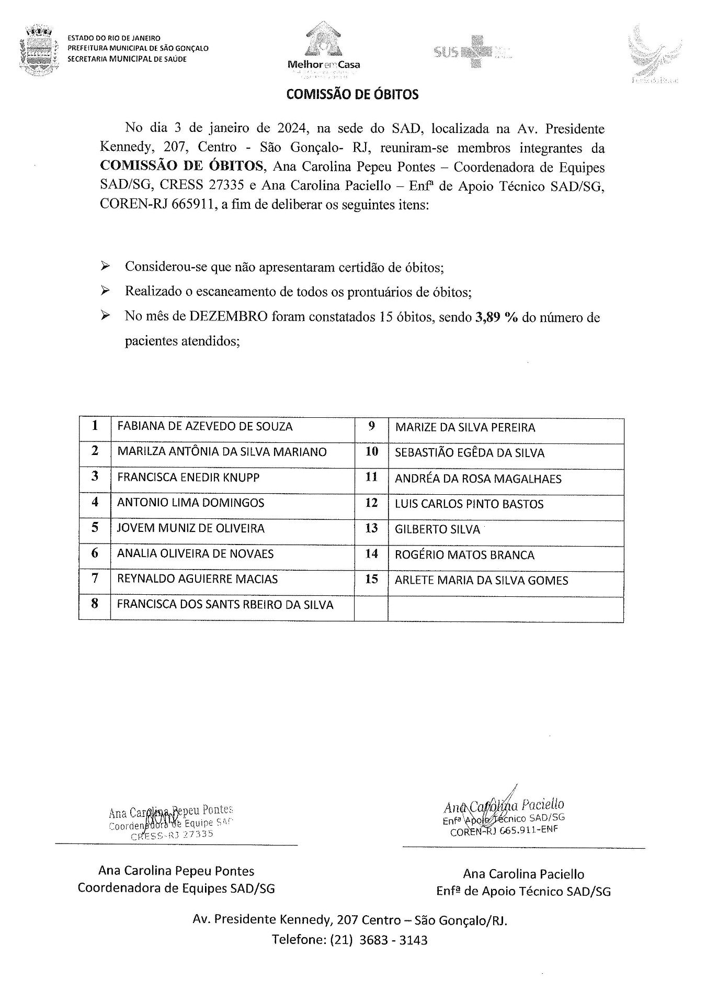 ESTADO DO RIO DE JANEIRO
PREFEITURA MUNICIPAL DE SÃO GONÇALO
SECRETARIA MUNICIPAL DE SAÚDE
Melhor em Casa
SUS
COMISSÃO DE ÓBITOS
No dia 3 de janeiro de 2024, na sede do SAD, localizada na Av. Presidente
Kennedy, 207, Centro - São Gonçalo- RJ, reuniram-se membros integrantes da
COMISSÃO DE ÓBITOS, Ana Carolina Pepeu Pontes – Coordenadora de Equipes
SAD/SG, CRESS 27335 e Ana Carolina Paciello – Enfª de Apoio Técnico SAD/SG,
COREN-RJ 665911, a fim de deliberar os seguintes itens:
➢ Considerou-se que não apresentaram certidão de óbitos;
➢ Realizado o escaneamento de todos os prontuários de óbitos;
➢ No mês de DEZEMBRO foram constatados 15 óbitos, sendo 3,89 % do número de
pacientes atendidos;
1 FABIANA DE AZEVEDO DE SOUZA 9 MARIZE DA SILVA PEREIRA
2 MARILZA ANTÔNIA DA SILVA MARIANO 10 SEBASTIÃO EGÊDA DA SILVA
3 FRANCISCA ENEDIR KNUPP 11 ANDRÉA DA ROSA MAGALHAES
4 ANTONIO LIMA DOMINGOS 12 LUIS CARLOS PINTO BASTOS
5 JOVEM MUNIZ DE OLIVEIRA 13 GILBERTO SILVA
6 ANALIA OLIVEIRA DE NOVAES 14 ROGÉRIO MATOS BRANCA
7 REYNALDO AGUIERRE MACIAS 15 ARLETE MARIA DA SILVA GOMES
8 FRANCISCA DOS SANTS RBEIRO DA SILVA
Ana Carolina Pepeu Pontes
Coordenadora de Equipe SAD
CRESS-RJ 27335
Ana Carolina Pepeu Pontes
Coordenadora de Equipes SAD/SG
Ana Carolina Paciello
Enfª Apoio Técnico SAD/SG
COREN-RJ 665.911-ENF
Ana Carolina Paciello
Enfª de Apoio Técnico SAD/SG
Av. Presidente Kennedy, 207 Centro – São Gonçalo/RJ.
Telefone: (21) 3683 - 3143